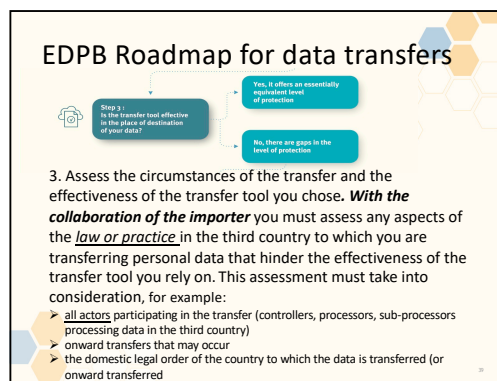 EDPB Roadmap for data transfers
Step 3 :
Is the transfer tool effective
in the place of destination
of your data?
Yes, it offers an essentially
equivalent level
of protection
No, there are gaps in the
level of protection
3. Assess the circumstances of the transfer and the
effectiveness of the transfer tool you chose. With the
collaboration of the importer you must assess any aspects of
the law or practice in the third country to which you are
transferring personal data that hinder the effectiveness of the
transfer tool you rely on. This assessment must take into
consideration, for example:
➢ all actors participating in the transfer (controllers, processors, sub-processors
processing data in the third country)
➢ onward transfers that may occur
➢ the domestic legal order of the country to which the data is transferred (or
onward transferred